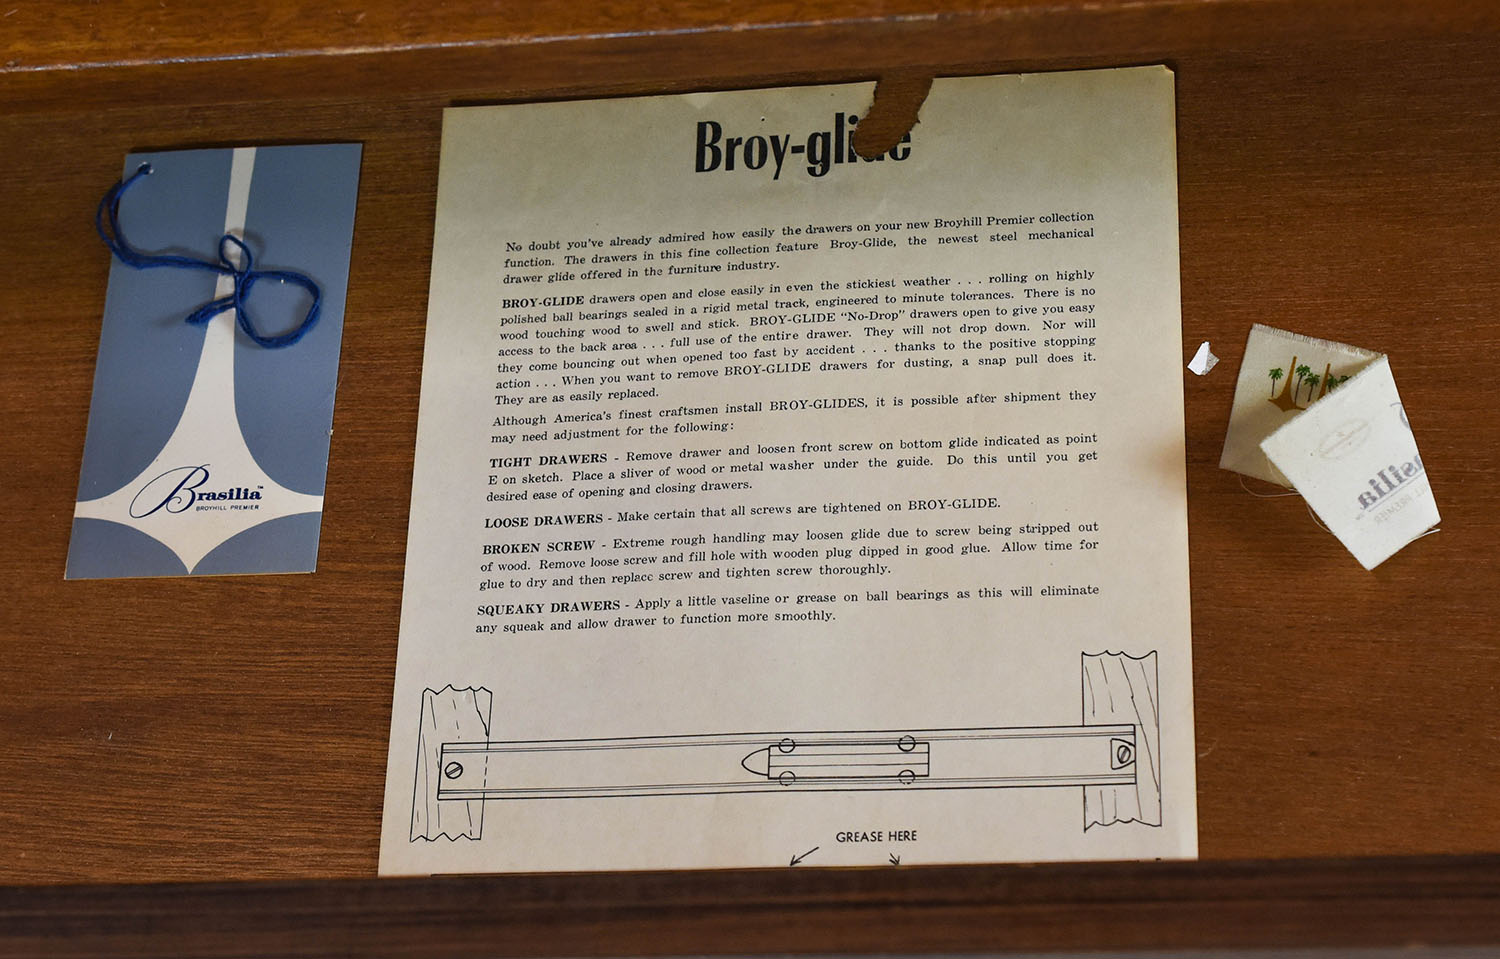 Broy-glide
No doubt you've already admired how easily the drawers on your new Broyhill Premier collection
function. The drawers in this fine collection feature Broy-Glide, the newest steel mechanical
drawer glide offered in the furniture industry.
BROY-GLIDE drawers open and close easily in even the stickiest weather . . . rolling on highly
polished ball bearings sealed in a rigid metal track, engineered to minute tolerances. There is no
wood touching wood to swell and stick. BROY-GLIDE "No-Drop" drawers open to give you easy
access to the back area . . . full use of the entire drawer. They will not drop down. Nor will
they come bouncing out when opened too fast by accident . . . thanks to the positive stopping
action . . . When you want to remove BROY-GLIDE drawers for dusting, a snap pull does it.
They are as easily replaced.
Although America's finest craftsmen install BROY-GLIDES, it is possible after shipment they
may need adjustment for the following:
TIGHT DRAWERS - Remove drawer and loosen front screw on bottom glide indicated as point
E on sketch. Place a sliver of wood or metal washer under the guide. Do this until you get
desired ease of opening and closing drawers.
LOOSE DRAWERS - Make certain that all screws are tightened on BROY-GLIDE.
BROKEN SCREW - Extreme rough handling may loosen glide due to screw being stripped out
of wood. Remove loose screw and fill hole with wooden plug dipped in good glue. Allow time for
glue to dry and then replace screw and tighten screw thoroughly.
SQUEAKY DRAWERS - Apply a little vaseline or grease on ball bearings as this will eliminate
any squeak and allow drawer to function more smoothly.
GREASE HERE
Brasilia™
BROYHILL PREMIER
silia
PREMIER